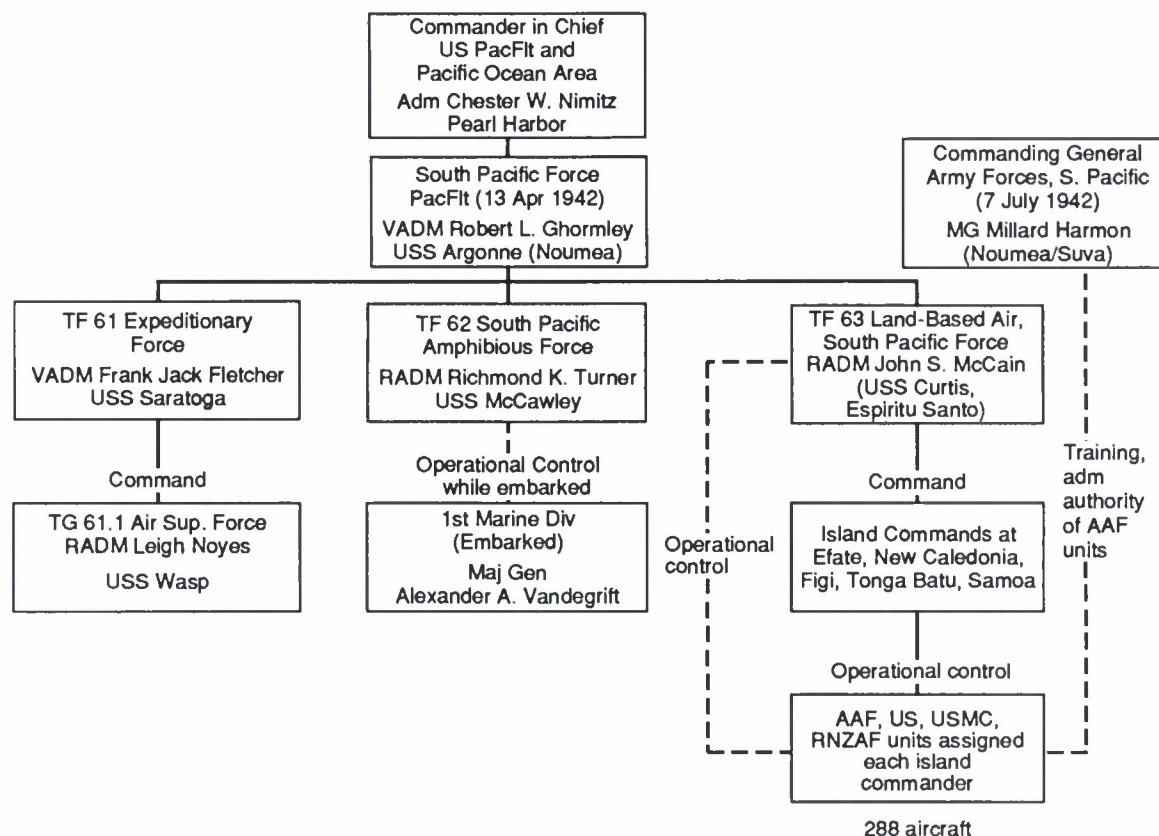 Commander in Chief
US PacFlt and
Pacific Ocean Area
Adm Chester W. Nimitz
Pearl Harbor
South Pacific Force
PacFlt (13 Apr 1942)
VADM Robert L. Ghormley
USS Argonne (Noumea)
Commanding General
Army Forces, S. Pacific
(7 July 1942)
MG Millard Harmon
(Noumea/Suva)
TF 61 Expeditionary
Force
VADM Frank Jack Fletcher
USS Saratoga
TF 62 South Pacific
Amphibious Force
RADM Richmond K. Turner
USS McCawley
TF 63 Land-Based Air,
South Pacific Force
RADM John S. McCain
(USS Curtis,
Espiritu Santo)
Command
Operational Control
while embarked
Command
Training,
adm
authority
of AAF
units
TG 61.1 Air Sup. Force
RADM Leigh Noyes
USS Wasp
1st Marine Div
(Embarked)
Maj Gen
Alexander A. Vandegrift
Operational
control
Island Commands at
Efate, New Caledonia,
Figi, Tonga Batu, Samoa
Operational control
AAF, US, USMC,
RNZAF units assigned
each island
commander
288 aircraft